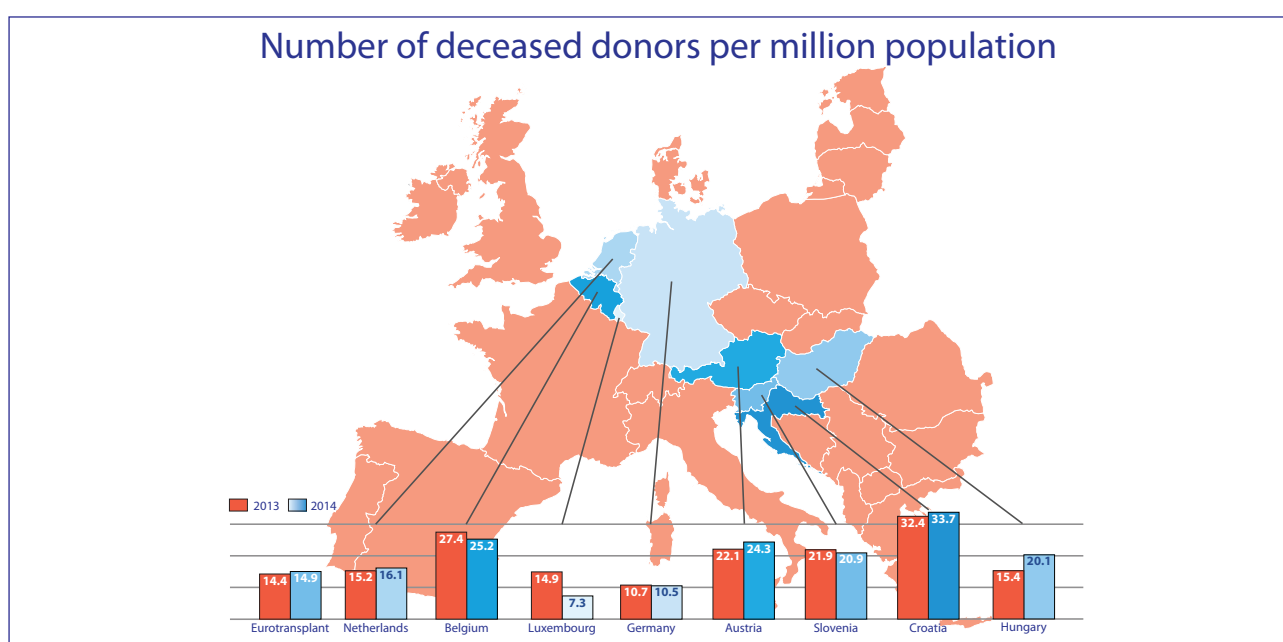 Number of deceased donors per million population
2013 2014
14.4 14.9 15.2 16.1 27.4 25.2 14.9 7.3 10.7 10.5 22.1 24.3 21.9 20.9 32.4 33.7 15.4 20.1
Eurotransplant Netherlands Belgium Luxembourg Germany Austria Slovenia Croatia Hungary